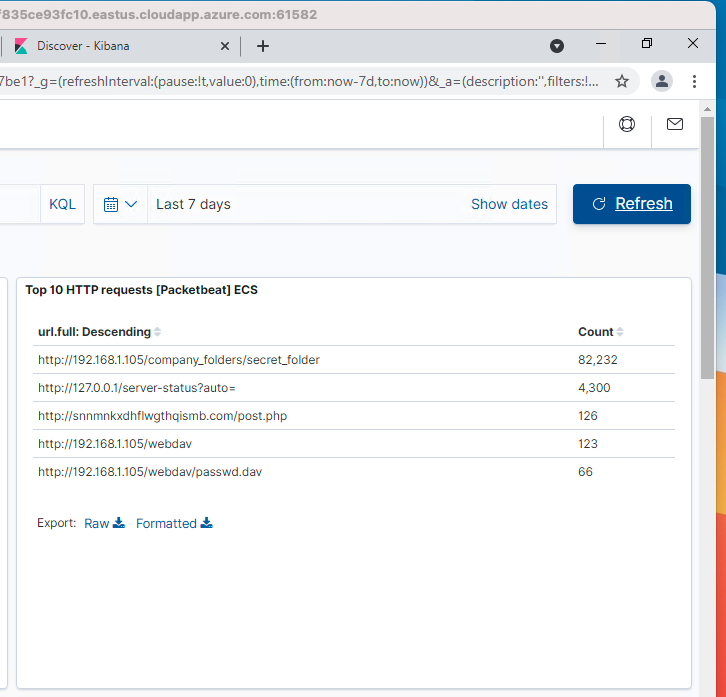 f835ce93fc10.eastus.cloudapp.azure.com:61582
Discover - Kibana
7be1?_g=(refreshInterval:(pause:!t,value:0),time:(from:now-7d,to:now))&_a=(description:'',filters:!...
KQL
Last 7 days
Show dates
Refresh
Top 10 HTTP requests [Packetbeat] ECS
url.full: Descending
Count
http://192.168.1.105/company_folders/secret_folder
82,232
http://127.0.0.1/server-status?auto=
4,300
http://snnmnkxdhflwgthqismb.com/post.php
126
http://192.168.1.105/webdav
123
http://192.168.1.105/webdav/passwd.dav
66
Export: Raw Formatted